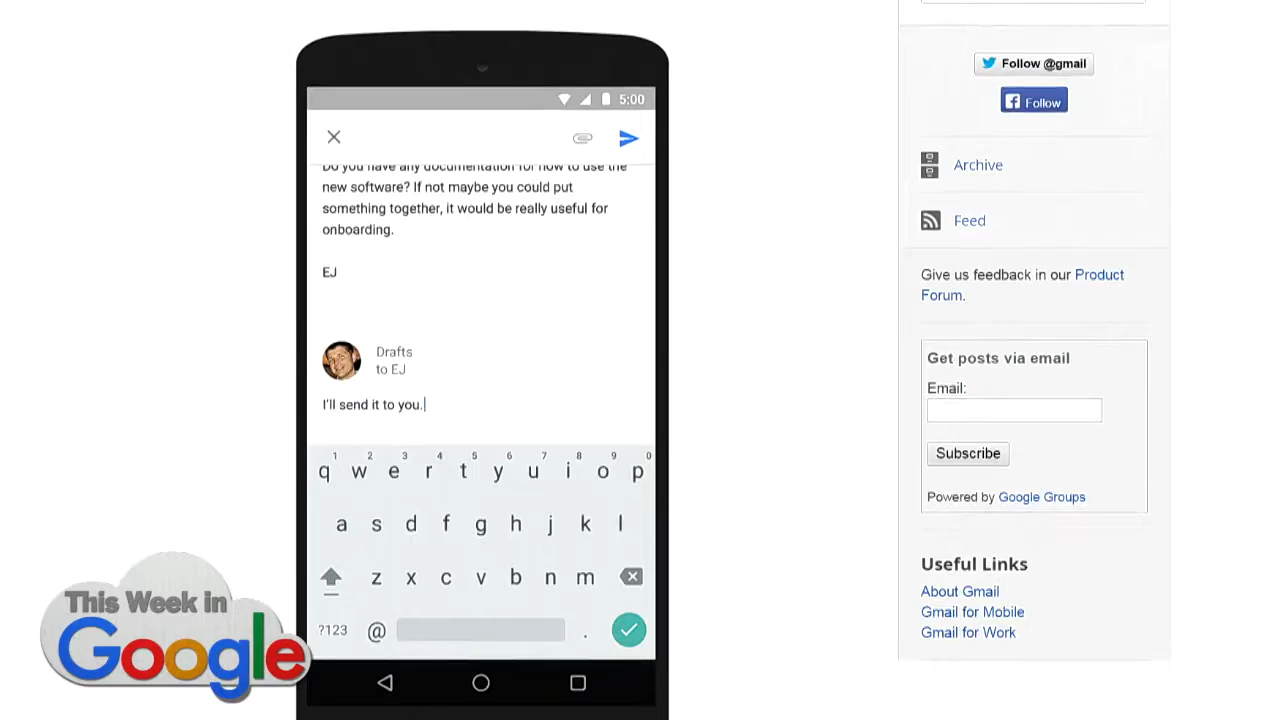 5:00
Do you have any documentation for how to use the
new software? If not maybe you could put
something together, it would be really useful for
onboarding.
EJ
Drafts
to EJ
I'll send it to you.
1 2 3 4 5 6 7 8 9 0
q w e r t y u i o p
a s d f g h j k l
z x c v b n m
?123 @ .
This Week in
Google
Follow @gmail
Follow
Archive
Feed
Give us feedback in our Product
Forum.
Get posts via email
Email:
Subscribe
Powered by Google Groups
Useful Links
About Gmail
Gmail for Mobile
Gmail for Work